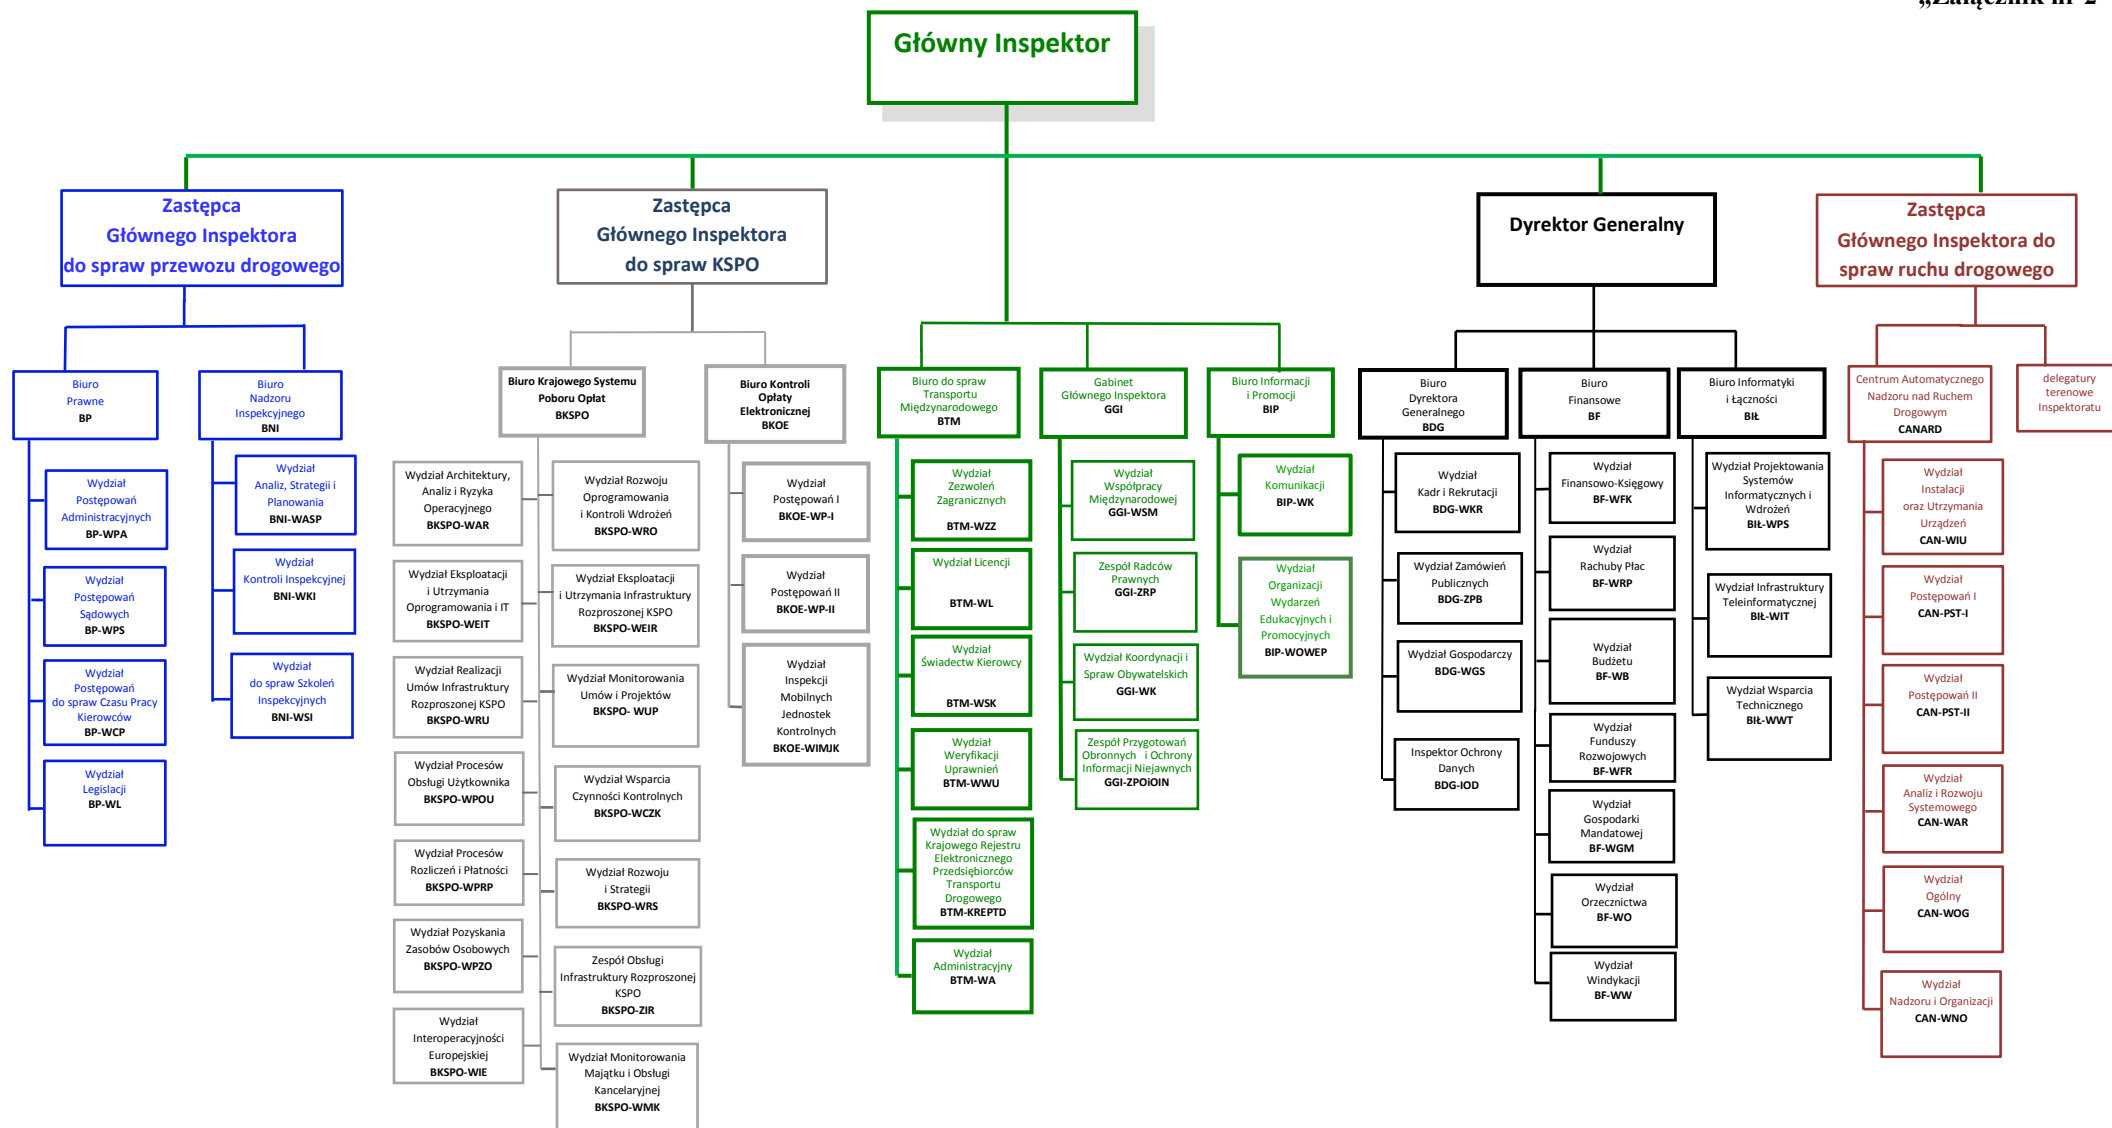 „Załącznik nr 2
Główny Inspektor
Zastępca
Głównego Inspektora
do spraw przewozu drogowego
Zastępca
Głównego Inspektora
do spraw KSPO
Dyrektor Generalny
Zastępca
Głównego Inspektora do
spraw ruchu drogowego
Biuro
Prawne
BP
Biuro
Nadzoru
Inspekcyjnego
BNI
Biuro Krajowego Systemu
Poboru Opłat
BKSPO
Biuro Kontroli
Opłaty
Elektronicznej
BKOE
Biuro do spraw
Transportu
Międzynarodowego
BTM
Gabinet
Głównego Inspektora
GGI
Biuro Informacji
i Promocji
BIP
Biuro
Dyrektora
Generalnego
BDG
Biuro
Finansowe
BF
Biuro Informatyki
i Łączności
BIŁ
Centrum Automatycznego
Nadzoru nad Ruchem
Drogowym
CANARD
delegatury
terenowe
Inspektoratu
Wydział
Postępowań
Administracyjnych
BP-WPA
Wydział
Postępowań
Sądowych
BP-WPS
Wydział
Postępowań
do spraw Czasu Pracy
Kierowców
BP-WCP
Wydział
Legislacji
BP-WL
Wydział
Analiz, Strategii i
Planowania
BNI-WASP
Wydział
Kontroli Inspekcyjnej
BNI-WKI
Wydział
do spraw Szkoleń
Inspekcyjnych
BNI-WSI
Wydział Architektury,
Analiz i Ryzyka
Operacyjnego
BKSPO-WAR
Wydział Eksploatacji
i Utrzymania
Oprogramowania i IT
BKSPO-WEIT
Wydział Realizacji
Umów Infrastruktury
Rozproszonej KSPO
BKSPO-WRU
Wydział Procesów
Obsługi Użytkownika
BKSPO-WPOU
Wydział Procesów
Rozliczeń i Płatności
BKSPO-WPRP
Wydział Pozyskania
Zasobów Osobowych
BKSPO-WPZO
Wydział
Interoperacyjności
Europejskiej
BKSPO-WIE
Wydział Rozwoju
Oprogramowania
i Kontroli Wdrożeń
BKSPO-WRO
Wydział Eksploatacji
i Utrzymania Infrastruktury
Rozproszonej KSPO
BKSPO-WEIR
Wydział Monitorowania
Umów i Projektów
BKSPO- WUP
Wydział Wsparcia
Czynności Kontrolnych
BKSPO-WCZK
Wydział Rozwoju
i Strategii
BKSPO-WRS
Zespół Obsługi
Infrastruktury Rozproszonej
KSPO
BKSPO-ZIR
Wydział Monitorowania
Majątku i Obsługi
Kancelaryjnej
BKSPO-WMK
Wydział
Postępowań I
BKOE-WP-I
Wydział
Postępowań II
BKOE-WP-II
Wydział
Inspekcji
Mobilnych
Jednostek
Kontrolnych
BKOE-WIMJK
Wydział
Zezwoleń
Zagranicznych
BTM-WZZ
Wydział Licencji
BTM-WL
Wydział
Świadectw Kierowcy
BTM-WSK
Wydział
Weryfikacji
Uprawnień
BTM-WWU
Wydział do spraw
Krajowego Rejestru
Elektronicznego
Przedsiębiorców
Transportu
Drogowego
BTM-KREPTD
Wydział
Administracyjny
BTM-WA
Wydział
Współpracy
Międzynarodowej
GGI-WSM
Zespół Radców
Prawnych
GGI-ZRP
Wydział Koordynacji i
Spraw Obywatelskich
GGI-WK
Zespół Przygotowań
Obronnych i Ochrony
Informacji Niejawnych
GGI-ZPOiOIN
Wydział
Komunikacji
BIP-WK
Wydział
Organizacji
Wydarzeń
Edukacyjnych i
Promocyjnych
BIP-WOWEP
Wydział
Kadr i Rekrutacji
BDG-WKR
Wydział Zamówień
Publicznych
BDG-ZPB
Wydział Gospodarczy
BDG-WGS
Inspektor Ochrony
Danych
BDG-IOD
Wydział
Finansowo-Księgowy
BF-WFK
Wydział
Rachuby Płac
BF-WRP
Wydział
Budżetu
BF-WB
Wydział
Funduszy
Rozwojowych
BF-WFR
Wydział
Gospodarki
Mandatowej
BF-WGM
Wydział
Orzecznictwa
BF-WO
Wydział
Windykacji
BF-WW
Wydział Projektowania
Systemów
Informatycznych i
Wdrożeń
BIŁ-WPS
Wydział Infrastruktury
Teleinformatycznej
BIŁ-WIT
Wydział Wsparcia
Technicznego
BIŁ-WWT
Wydział
Instalacji
oraz Utrzymania
Urządzeń
CAN-WIU
Wydział
Postępowań I
CAN-PST-I
Wydział
Postępowań II
CAN-PST-II
Wydział
Analiz i Rozwoju
Systemowego
CAN-WAR
Wydział
Ogólny
CAN-WOG
Wydział
Nadzoru i Organizacji
CAN-WNO